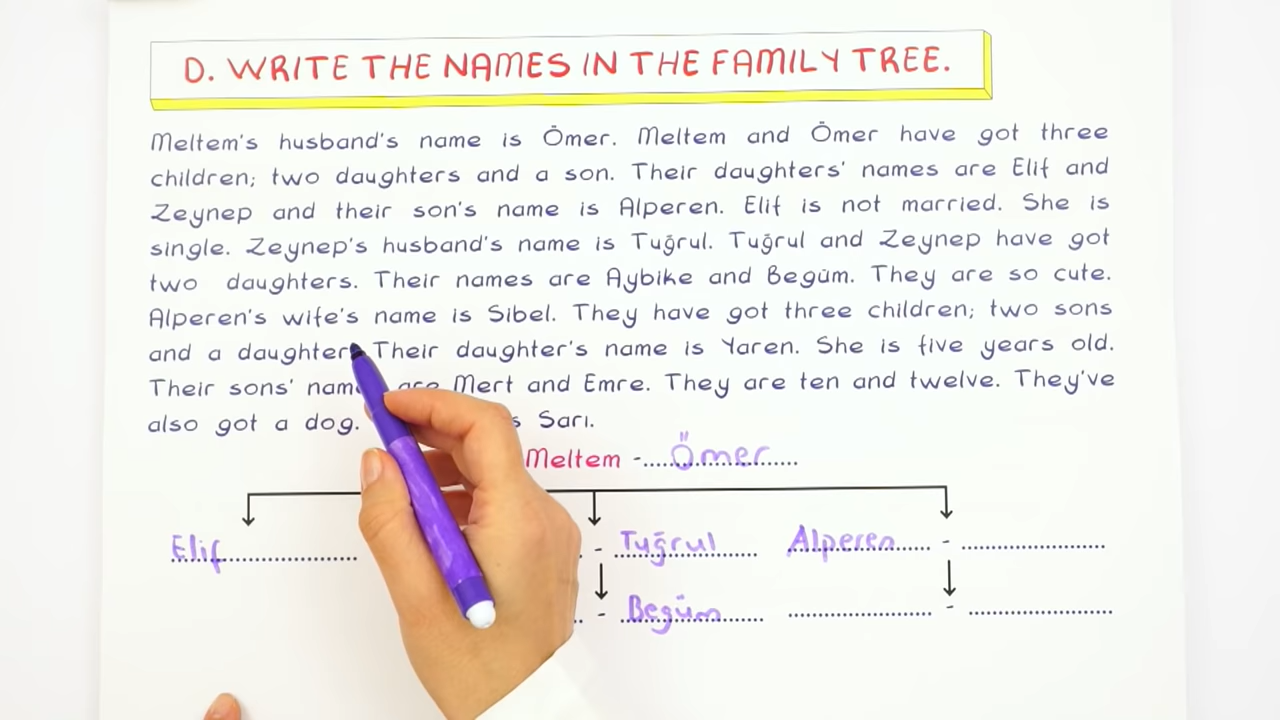 D. WRITE THE NAMES IN THE FAMILY TREE.
Meltem's husband's name is Ömer. Meltem and Ömer have got three
children; two daughters and a son. Their daughters' names are Elif and
Zeynep and their son's name is Alperen. Elif is not married. She is
single. Zeynep's husband's name is Tuğrul. Tuğrul and Zeynep have got
two daughters. Their names are Aybike and Begüm. They are so cute.
Alperen's wife's name is Sibel. They have got three children; two sons
and a daughter Their daughter's name is Yaren. She is five years old.
Their sons' are Mert and Emre. They are ten and twelve. They've
also got a dog. Sarı.
Meltem - Ömer
Elif - Tuğrul Alperen -
- Begüm -